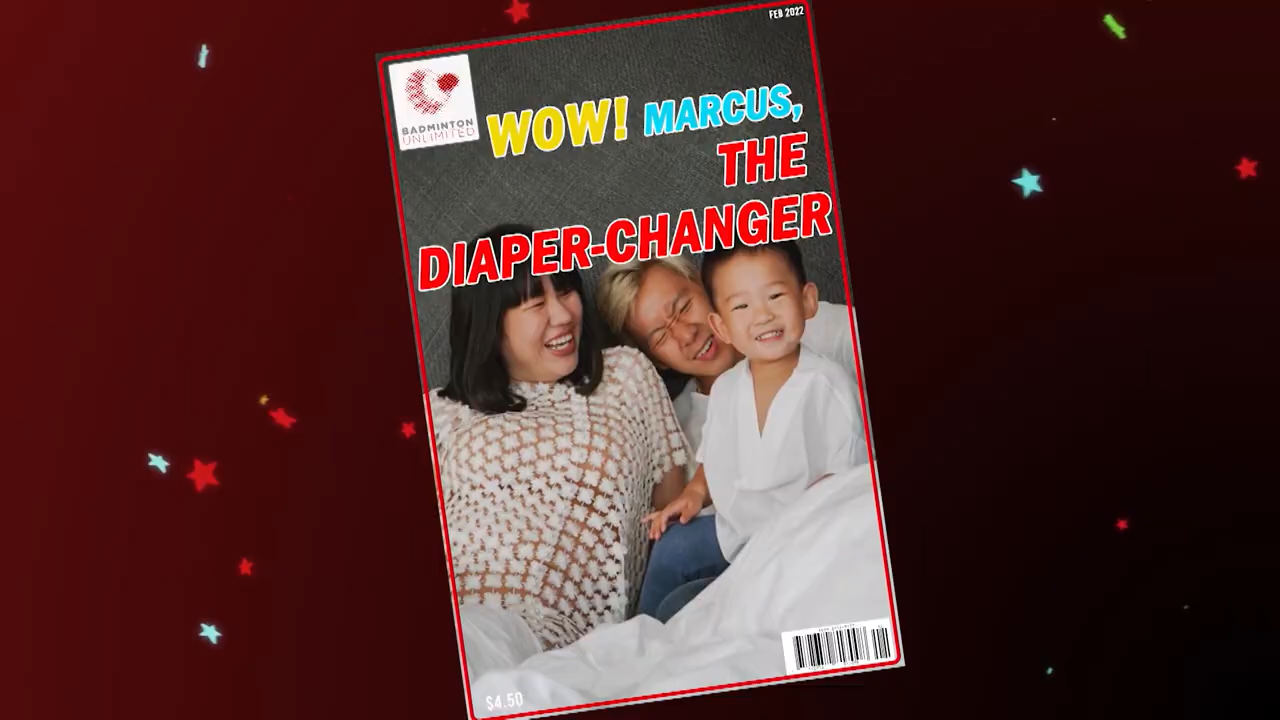 FEB 2022
BADMINTON
UNLIMITED
WOW! MARCUS,
THE
DIAPER-CHANGER
$4.50